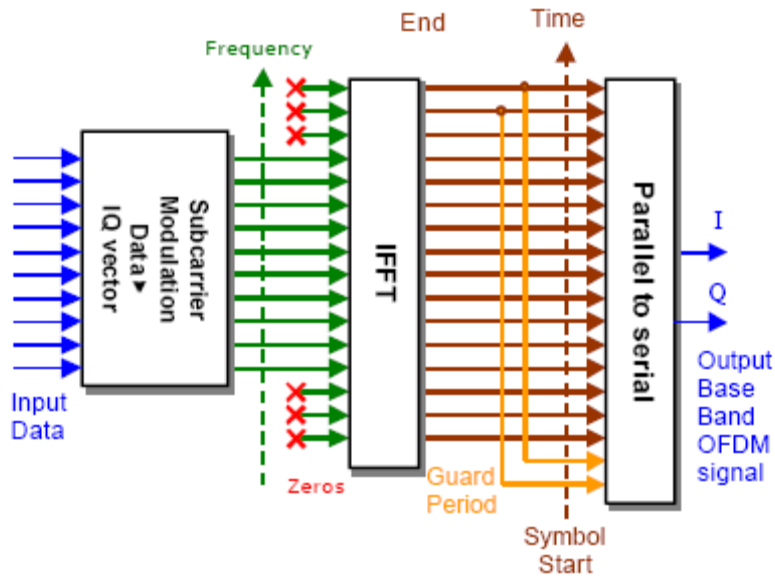 End
Time
Frequency
Subcarrier
Modulation
Data▶
IQ vector
IFFT
Parallel to serial
I
Q
Input
Data
Zeros
Guard
Period
Output
Base
Band
OFDM
signal
Symbol
Start